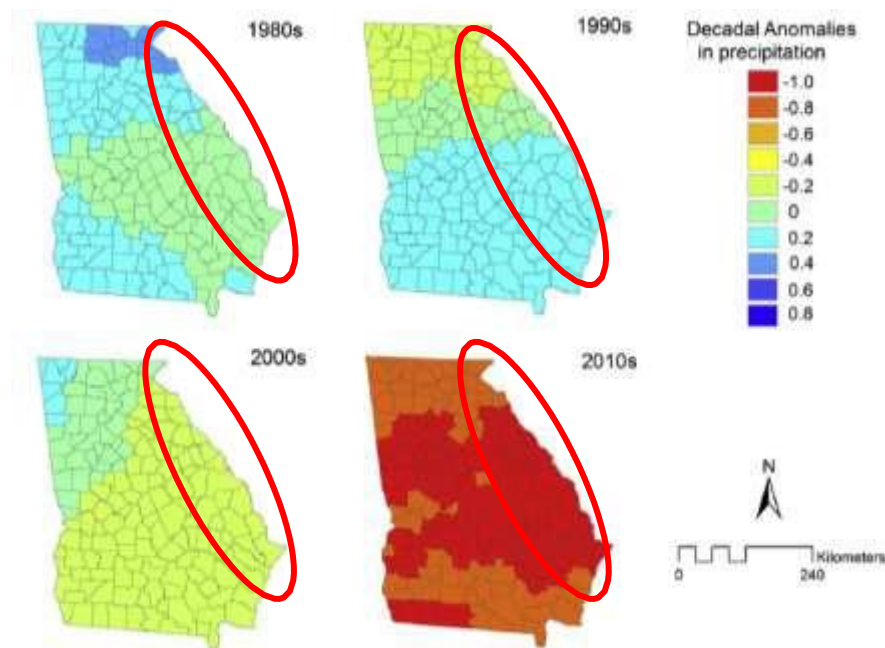 1980s
1990s
Decadal Anomalies
in precipitation
-1.0
-0.8
-0.6
-0.4
-0.2
0
0.2
0.4
0.6
0.8
2000s
2010s
N
Kilometers
0
240